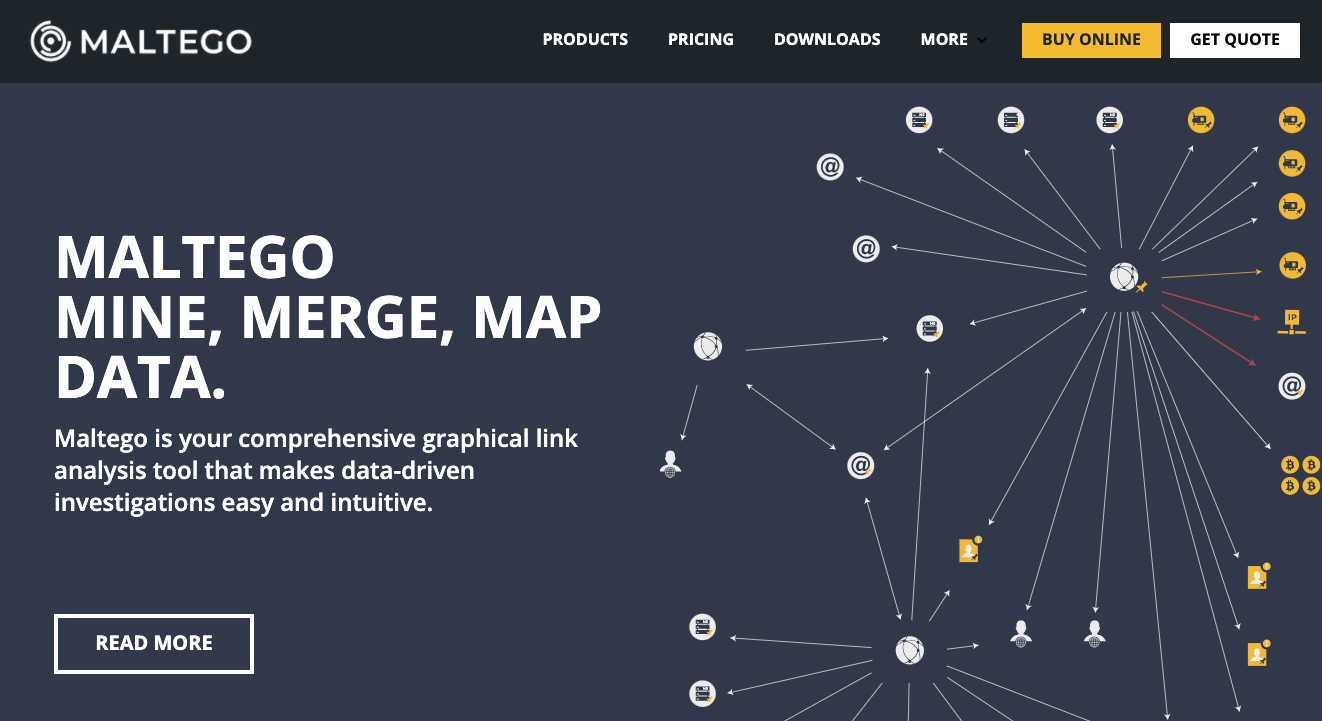 MALTEGO
PRODUCTS
PRICING
DOWNLOADS
MORE
BUY ONLINE
GET QUOTE
MALTEGO
MINE, MERGE, MAP
DATA.
Maltego is your comprehensive graphical link
analysis tool that makes data-driven
investigations easy and intuitive.
READ MORE
@
@
IP
@
@